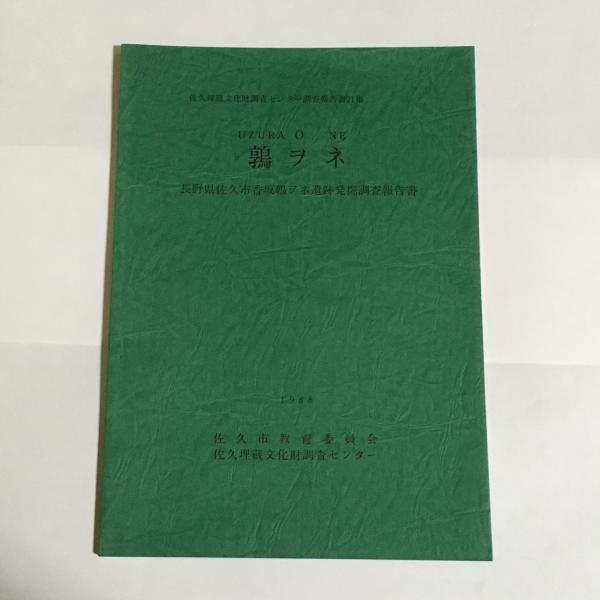 佐久埋蔵文化財調査センター調査報告書21集
UZURA O NE
鶉ヲネ
長野県佐久市香坂鶉ヲネ遺跡発掘調査報告書
1988
佐久市教育委員会
佐久埋蔵文化財調査センター